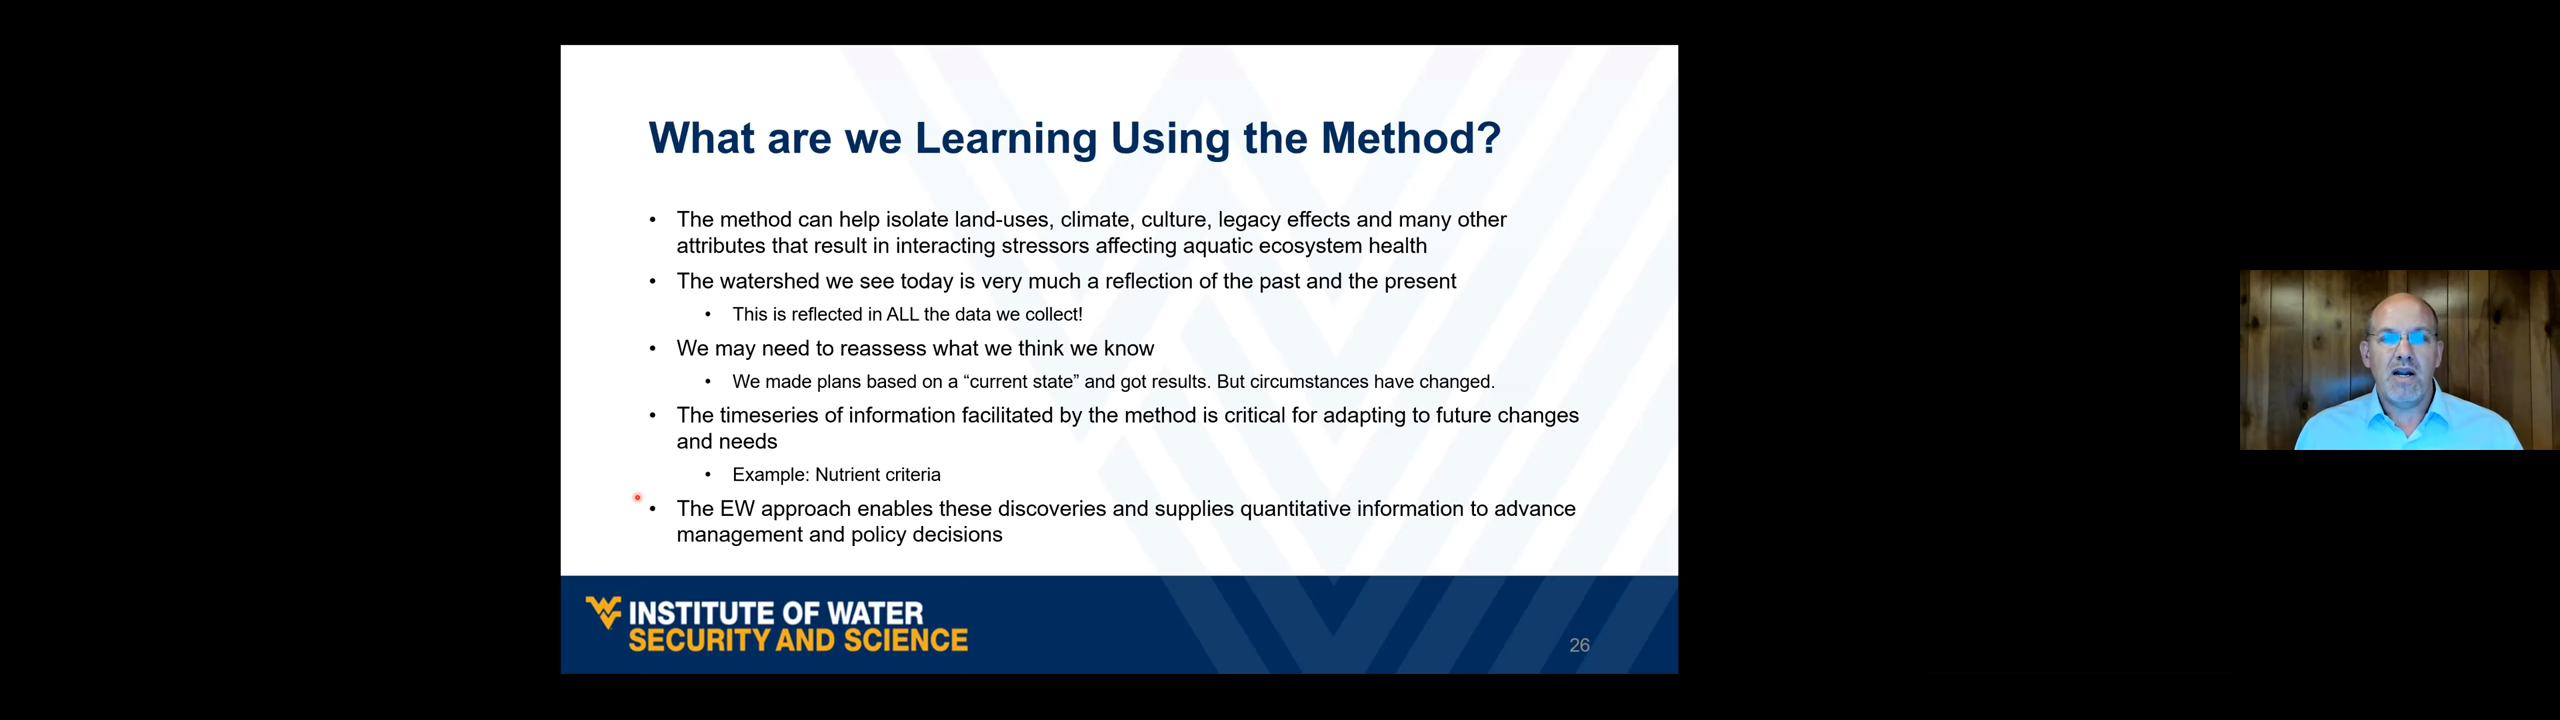 What are we Learning Using the Method?
• The method can help isolate land-uses, climate, culture, legacy effects and many other
attributes that result in interacting stressors affecting aquatic ecosystem health
• The watershed we see today is very much a reflection of the past and the present
• This is reflected in ALL the data we collect!
• We may need to reassess what we think we know
• We made plans based on a “current state” and got results. But circumstances have changed.
• The timeseries of information facilitated by the method is critical for adapting to future changes
and needs
• Example: Nutrient criteria
• The EW approach enables these discoveries and supplies quantitative information to advance
management and policy decisions
WV INSTITUTE OF WATER
SECURITY AND SCIENCE
26